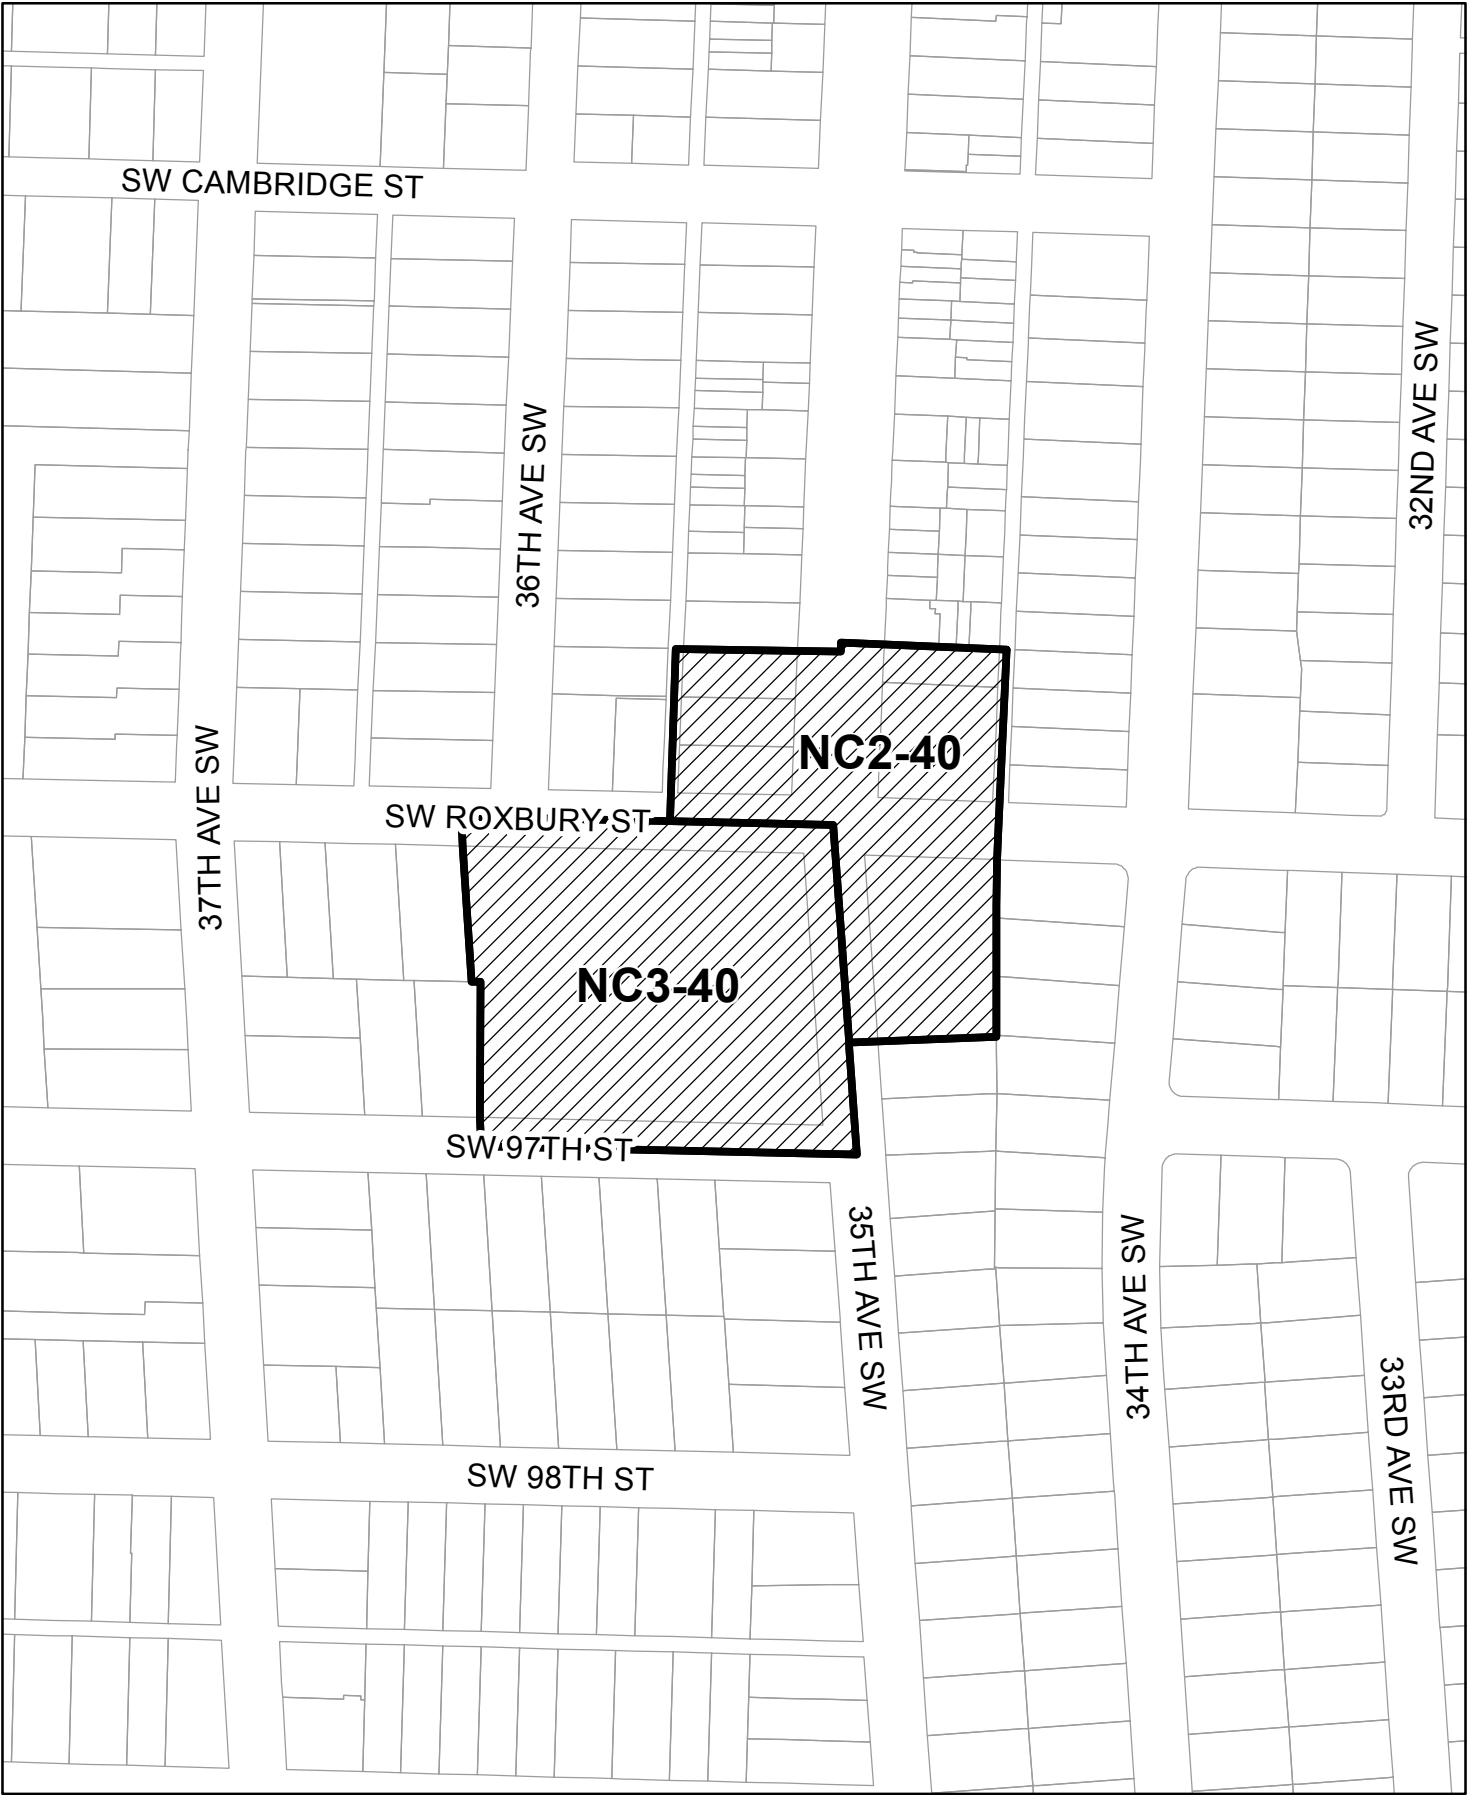 SW CAMBRIDGE ST
32ND AVE SW
36TH AVE SW
NC2-40
37TH AVE SW
SW ROXBURY ST
NC3-40
SW 97TH ST
35TH AVE SW
34TH AVE SW
33RD AVE SW
SW 98TH ST